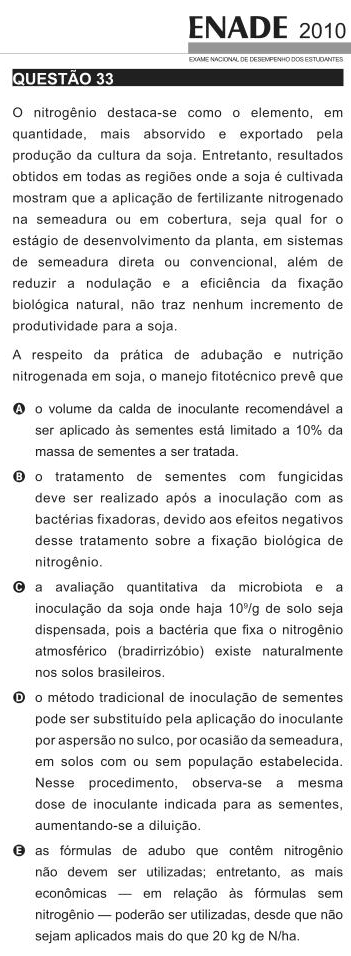 ENADE 2010
EXAME NACIONAL DE DESEMPENHO DOS ESTUDANTES
QUESTÃO 33
O nitrogênio destaca-se como o elemento, em
quantidade, mais absorvido e exportado pela
produção da cultura da soja. Entretanto, resultados
obtidos em todas as regiões onde a soja é cultivada
mostram que a aplicação de fertilizante nitrogenado
na semeadura ou em cobertura, seja qual for o
estágio de desenvolvimento da planta, em sistemas
de semeadura direta ou convencional, além de
reduzir a nodulação e a eficiência da fixação
biológica natural, não traz nenhum incremento de
produtividade para a soja.
A respeito da prática de adubação e nutrição
nitrogenada em soja, o manejo fitotécnico prevê que
A o volume da calda de inoculante recomendável a
ser aplicado às sementes está limitado a 10% da
massa de sementes a ser tratada.
B o tratamento de sementes com fungicidas
deve ser realizado após a inoculação com as
bactérias fixadoras, devido aos efeitos negativos
desse tratamento sobre a fixação biológica de
nitrogênio.
C a avaliação quantitativa da microbiota e a
inoculação da soja onde haja 10⁹/g de solo seja
dispensada, pois a bactéria que fixa o nitrogênio
atmosférico (bradirrizóbio) existe naturalmente
nos solos brasileiros.
D o método tradicional de inoculação de sementes
pode ser substituído pela aplicação do inoculante
por aspersão no sulco, por ocasião da semeadura,
em solos com ou sem população estabelecida.
Nesse procedimento, observa-se a mesma
dose de inoculante indicada para as sementes,
aumentando-se a diluição.
E as fórmulas de adubo que contêm nitrogênio
não devem ser utilizadas; entretanto, as mais
econômicas — em relação às fórmulas sem
nitrogênio — poderão ser utilizadas, desde que não
sejam aplicados mais do que 20 kg de N/ha.